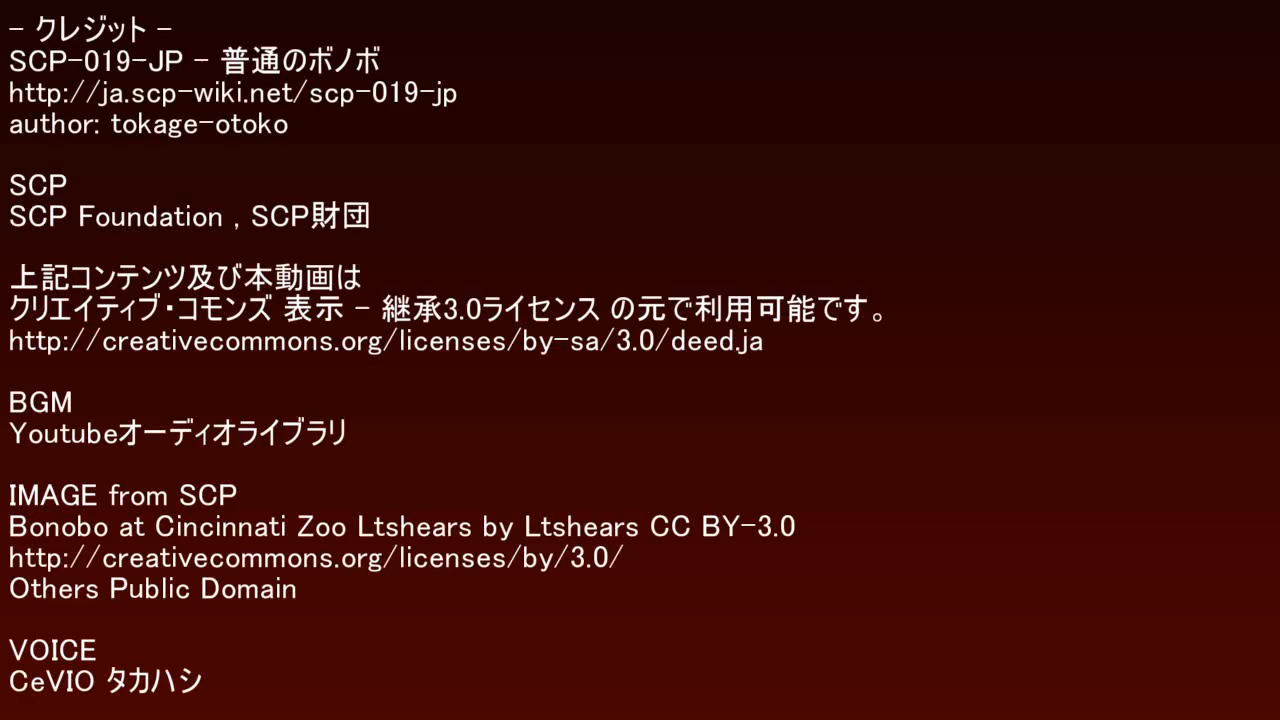 - クレジット -
SCP-019-JP - 普通のボノボ
http://ja.scp-wiki.net/scp-019-jp
author: tokage-otoko
SCP
SCP Foundation , SCP財団
上記コンテンツ及び本動画は
クリエイティブ・コモンズ 表示 - 継承3.0ライセンス の元で利用可能です。
http://creativecommons.org/licenses/by-sa/3.0/deed.ja
BGM
Youtubeオーディオライブラリ
IMAGE from SCP
Bonobo at Cincinnati Zoo Ltshears by Ltshears CC BY-3.0
http://creativecommons.org/licenses/by/3.0/
Others Public Domain
VOICE
CeVIO タカハシ